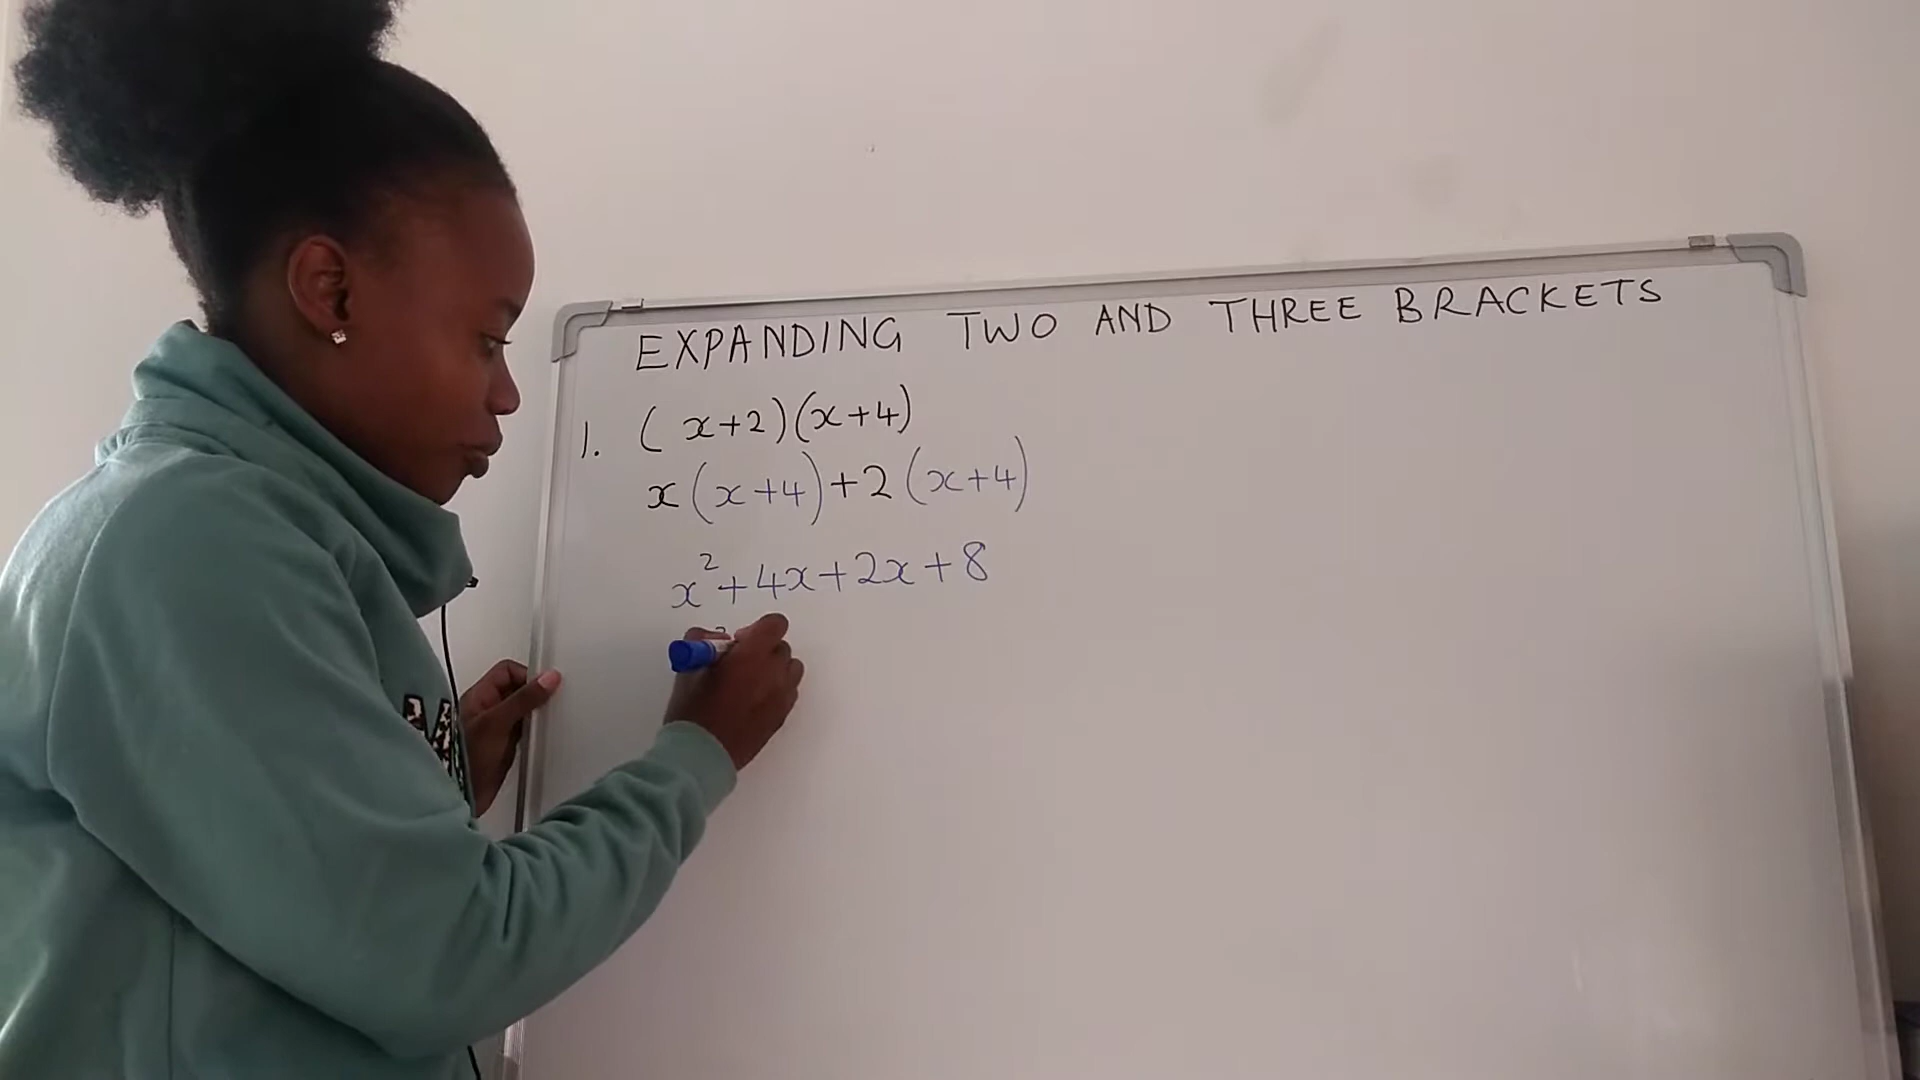 EXPANDING TWO AND THREE BRACKETS
1. (x+2)(x+4)
x(x+4)+2(x+4)
x²+4x+2x+8